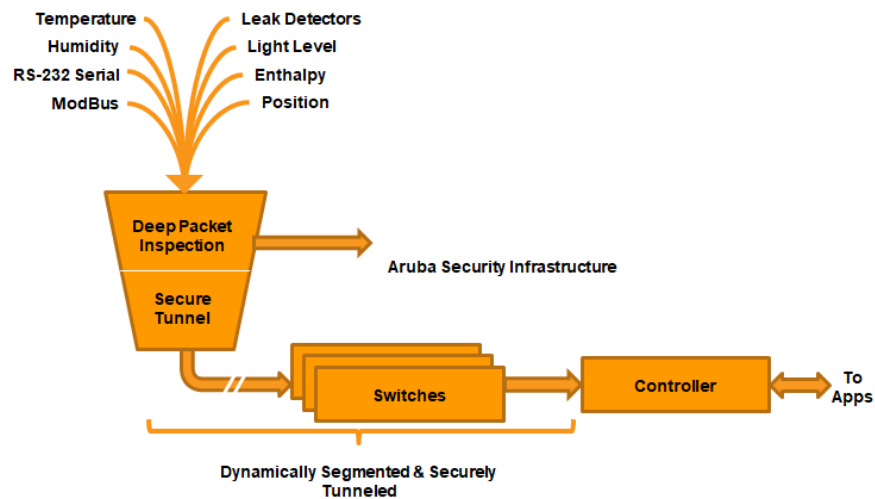 Temperature
Humidity
RS-232 Serial
ModBus
Leak Detectors
Light Level
Enthalpy
Position
Deep Packet
Inspection
Secure
Tunnel
Aruba Security Infrastructure
Switches
Controller
To
Apps
Dynamically Segmented & Securely
Tunneled